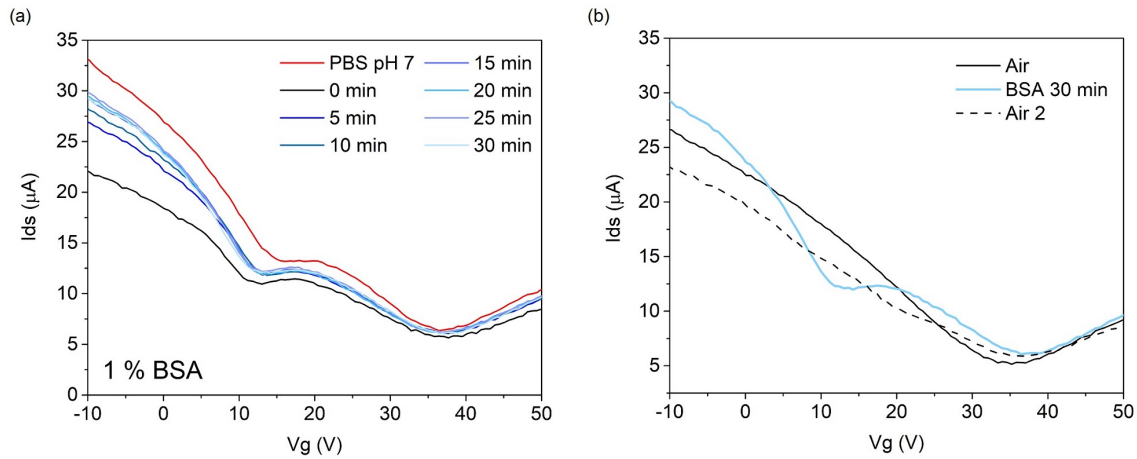 (a)
35
30
25
20
15
10
5
0
Ids (μA)
PBS pH 7
0 min
5 min
10 min
15 min
20 min
25 min
30 min
1 % BSA
-10 0 10 20 30 40 50
Vg (V)
(b)
35
30
25
20
15
10
5
Ids (μA)
Air
BSA 30 min
Air 2
-10 0 10 20 30 40 50
Vg (V)